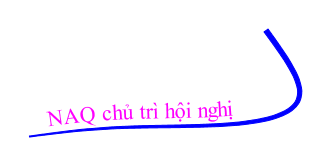 NAQ chủ trì hội nghị